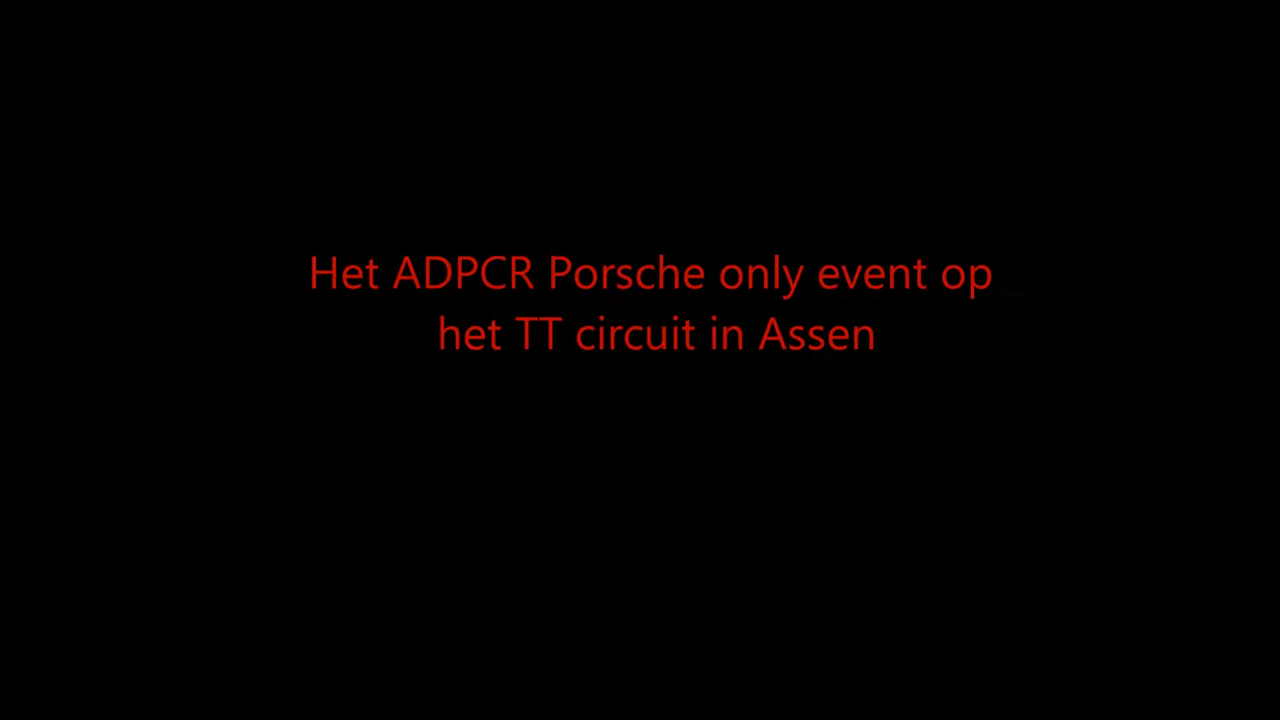 Het ADPCR Porsche only event op
het TT circuit in Assen